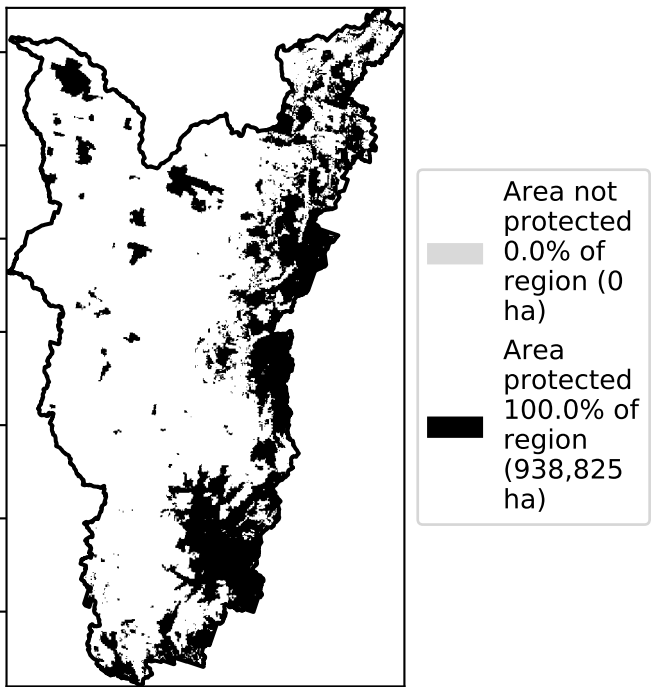 Area not
protected
0.0% of
region (0
ha)
Area
protected
100.0% of
region
(938,825
ha)